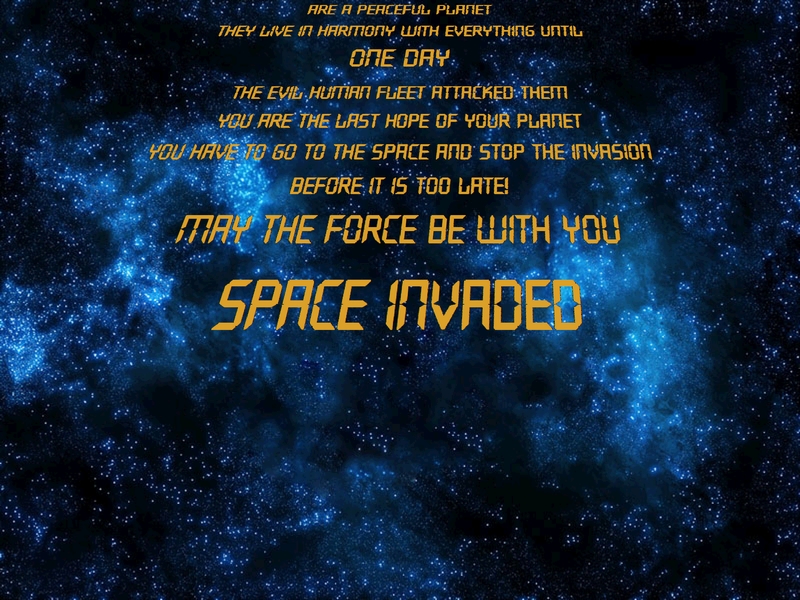 ARE A PEACEFUL PLANET
THEY LIVE IN HARMONY WITH EVERYTHING UNTIL
ONE DAY
THE EVIL HUMAN FLEET ATTACKED THEM
YOU ARE THE LAST HOPE OF YOUR PLANET
YOU HAVE TO GO TO THE SPACE AND STOP THE INVASION
BEFORE IT IS TOO LATE!
MAY THE FORCE BE WITH YOU
SPACE INVADED